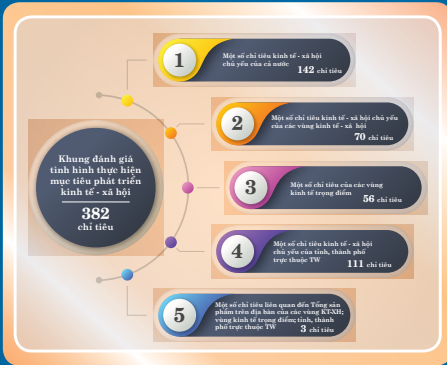 Khung đánh giá
tình hình thực hiện
mục tiêu phát triển
kinh tế - xã hội
382
chỉ tiêu
1
Một số chỉ tiêu kinh tế - xã hội
chủ yếu của cả nước
142 chỉ tiêu
2
Một số chỉ tiêu kinh tế - xã hội chủ yếu
của các vùng kinh tế - xã hội
70 chỉ tiêu
3
Một số chỉ tiêu của các vùng
kinh tế trọng điểm
56 chỉ tiêu
4
Một số chỉ tiêu kinh tế - xã hội
chủ yếu của tỉnh, thành phố
trực thuộc TW
111 chỉ tiêu
5
Một số chỉ tiêu liên quan đến Tổng sản
phẩm trên địa bàn của các vùng KT-XH;
vùng kinh tế trọng điểm; tỉnh, thành
phố trực thuộc TW 3 chỉ tiêu